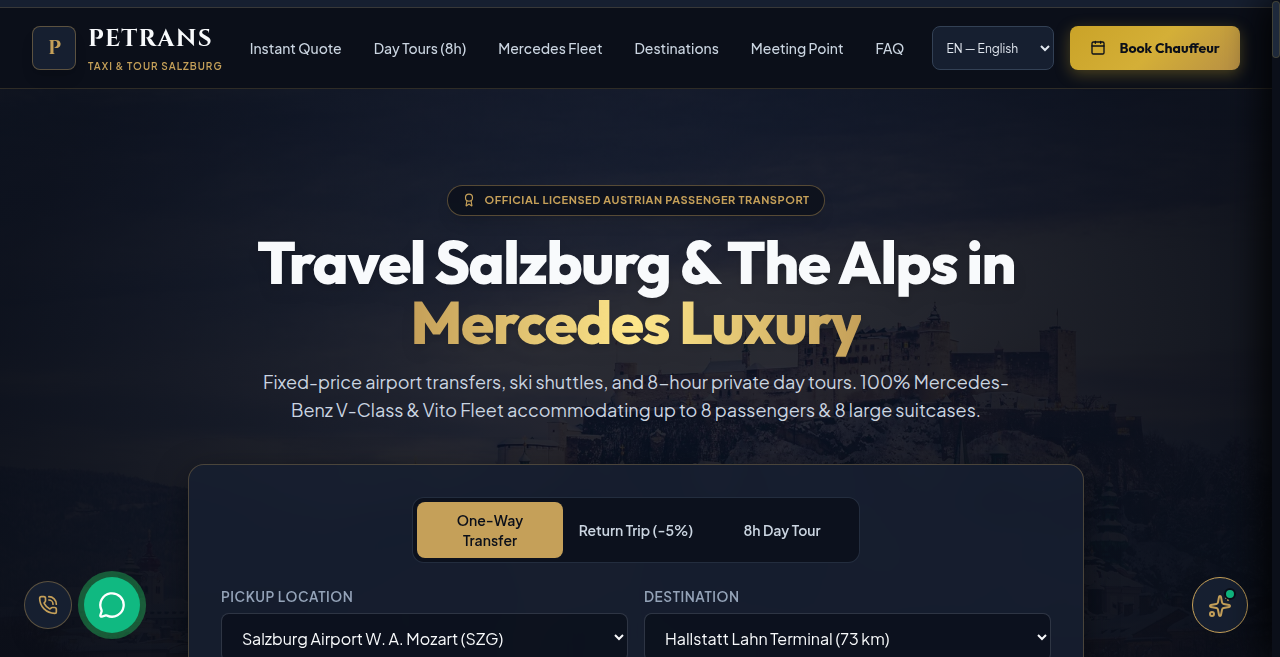 P
PETRANS
TAXI & TOUR SALZBURG
Instant Quote
Day Tours (8h)
Mercedes Fleet
Destinations
Meeting Point
FAQ
EN — English
Book Chauffeur
OFFICIAL LICENSED AUSTRIAN PASSENGER TRANSPORT
Travel Salzburg & The Alps in
Mercedes Luxury
Fixed-price airport transfers, ski shuttles, and 8-hour private day tours. 100% Mercedes-
Benz V-Class & Vito Fleet accommodating up to 8 passengers & 8 large suitcases.
One-Way
Transfer
Return Trip (-5%)
8h Day Tour
PICKUP LOCATION
DESTINATION
Salzburg Airport W. A. Mozart (SZG)
Hallstatt Lahn Terminal (73 km)